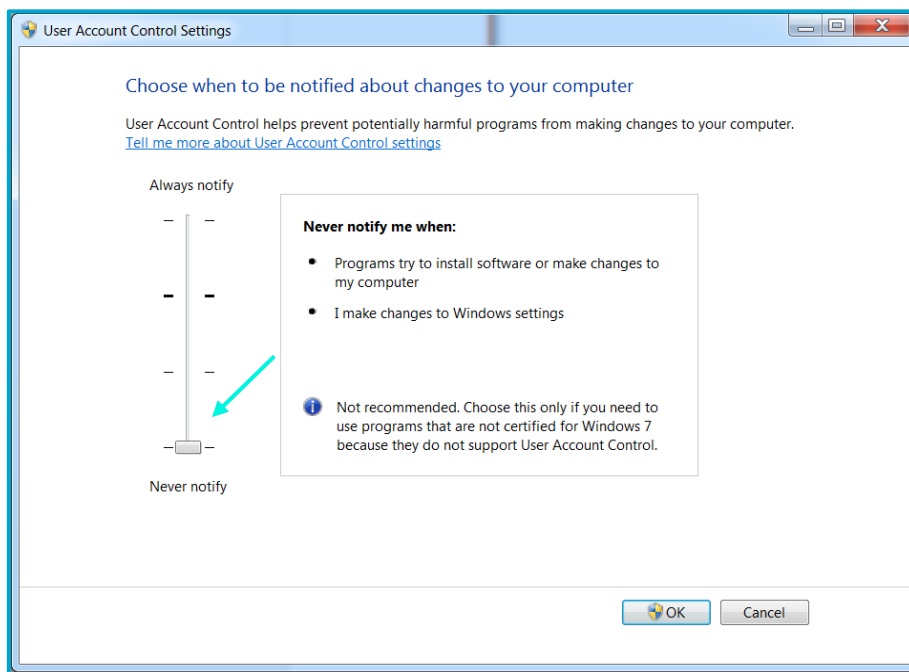 User Account Control Settings
Choose when to be notified about changes to your computer
User Account Control helps prevent potentially harmful programs from making changes to your computer.
Tell me more about User Account Control settings
Always notify
Never notify me when:
Programs try to install software or make changes to
my computer
I make changes to Windows settings
Not recommended. Choose this only if you need to
use programs that are not certified for Windows 7
because they do not support User Account Control.
Never notify
OK
Cancel